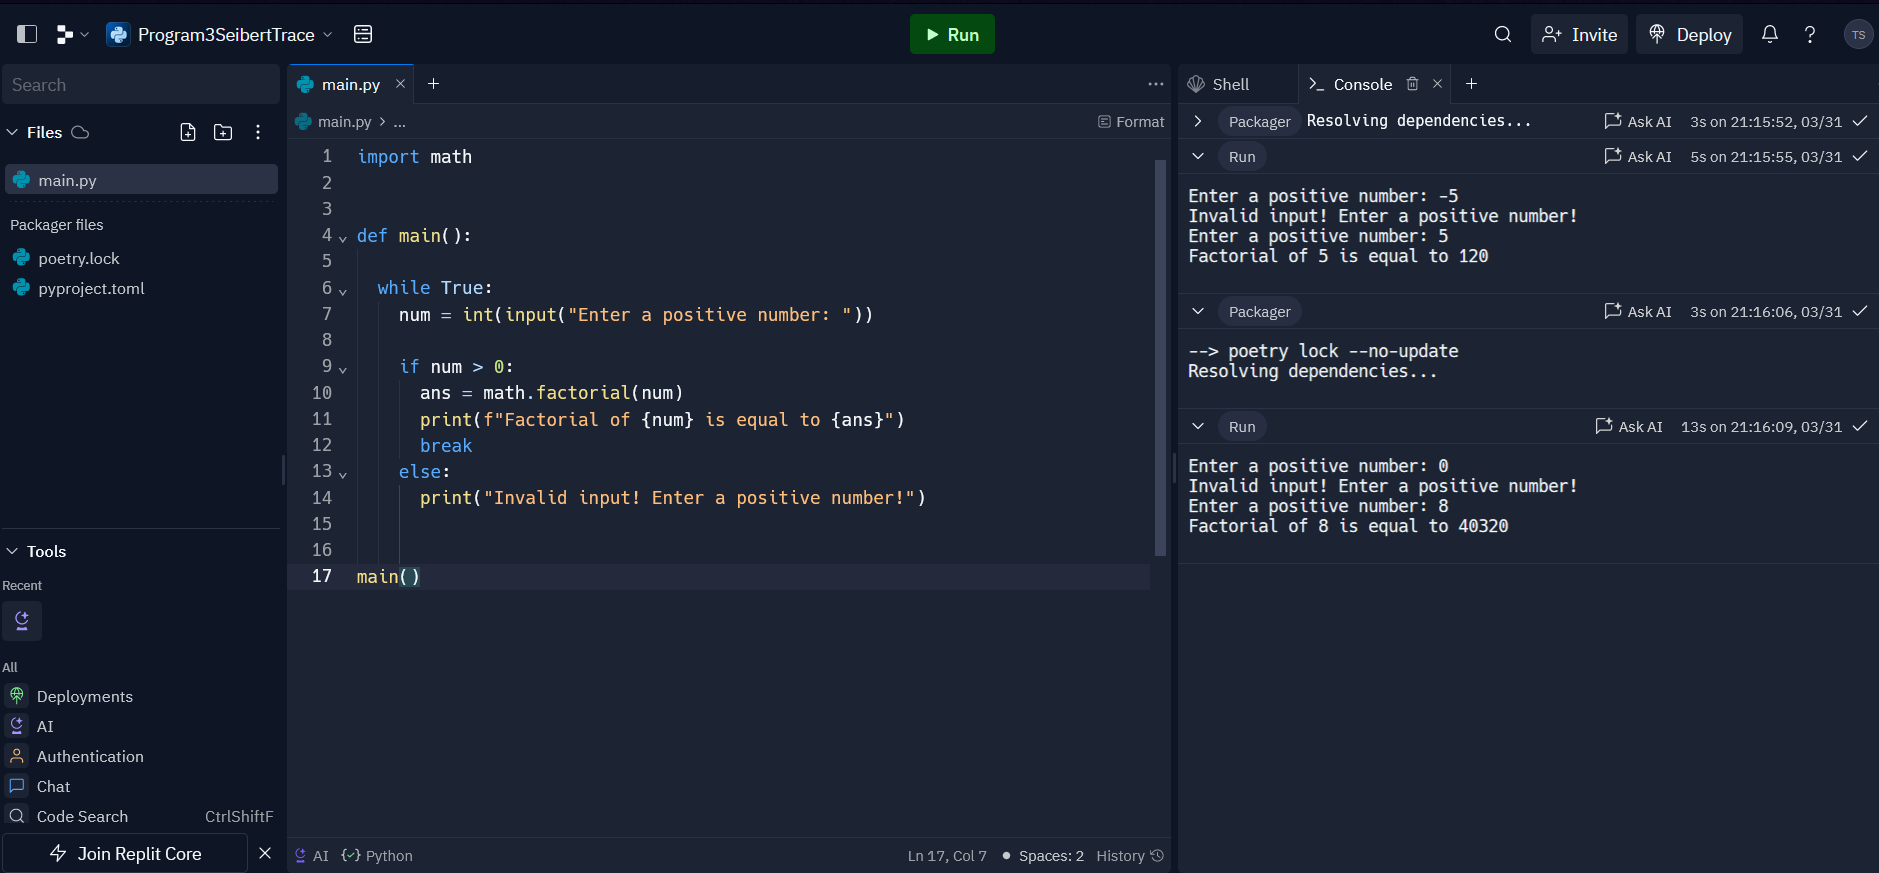 Program3SeibertTrace
Run
Invite
Deploy
TS
Search
Files
main.py
Packager files
poetry.lock
pyproject.toml
Tools
Recent
All
Deployments
AI
Authentication
Chat
Code Search CtrlShiftF
Join Replit Core
main.py
main.py > ...
Format
1 import math
2
3
4 def main():
5
6 while True:
7 num = int(input("Enter a positive number: "))
8
9 if num > 0:
10 ans = math.factorial(num)
11 print(f"Factorial of {num} is equal to {ans}")
12 break
13 else:
14 print("Invalid input! Enter a positive number!")
15
16
17 main()
AI Python
Ln 17, Col 7 Spaces: 2 History
Shell
Console
Packager Resolving dependencies... Ask AI 3s on 21:15:52, 03/31
Run Ask AI 5s on 21:15:55, 03/31
Enter a positive number: -5
Invalid input! Enter a positive number!
Enter a positive number: 5
Factorial of 5 is equal to 120
Packager Ask AI 3s on 21:16:06, 03/31
--> poetry lock --no-update
Resolving dependencies...
Run Ask AI 13s on 21:16:09, 03/31
Enter a positive number: 0
Invalid input! Enter a positive number!
Enter a positive number: 8
Factorial of 8 is equal to 40320